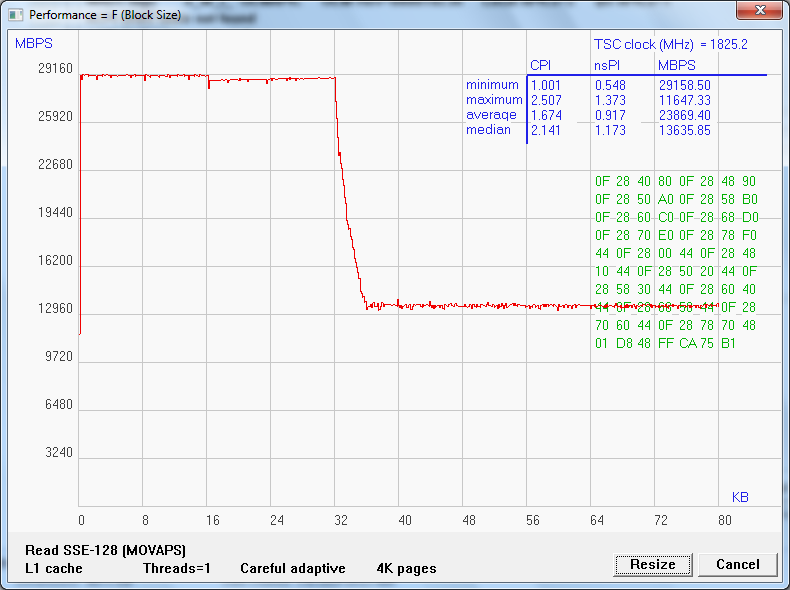 Performance = F (Block Size)
MBPS
TSC clock (MHz) = 1825.2
CPI nsPI MBPS
minimum 1.001 0.548 29158.50
maximum 2.507 1.373 11647.33
average 1.674 0.917 23869.40
median 2.141 1.173 13635.85
29160
25920
22680
19440
16200
12960
9720
6480
3240
0F 28 40 80 0F 28 48 90
0F 28 50 A0 0F 28 58 B0
0F 28 60 C0 0F 28 68 D0
0F 28 70 E0 0F 28 78 F0
44 0F 28 00 44 0F 28 48
10 44 0F 28 50 20 44 0F
28 58 30 44 0F 28 60 40
44 0F 28 68 50 44 0F 28
70 60 44 0F 28 78 70 48
01 D8 48 FF CA 75 B1
KB
0 8 16 24 32 40 48 56 64 72 80
Read SSE-128 (MOVAPS)
L1 cache Threads=1 Careful adaptive 4K pages
Resize Cancel